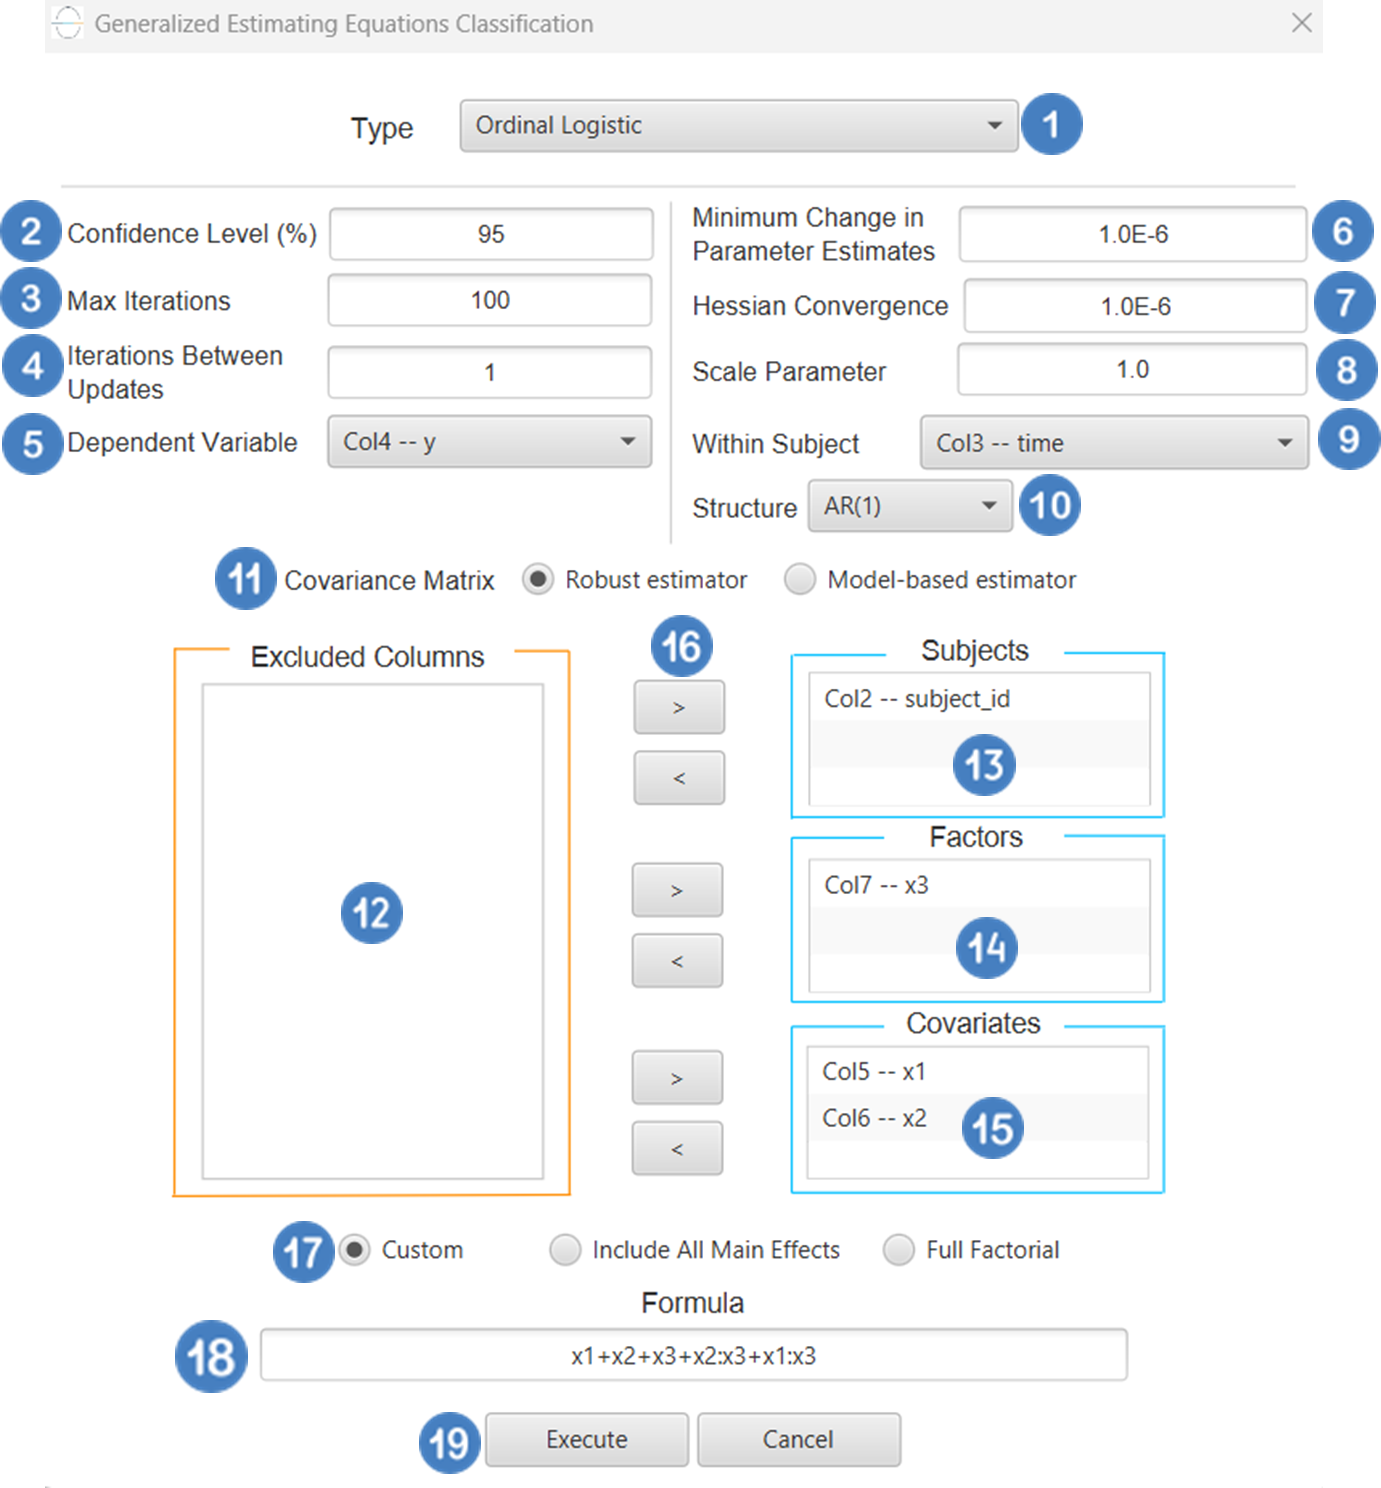 Generalized Estimating Equations Classification
Type
Ordinal Logistic
1
2 Confidence Level (%) 95
3 Max Iterations 100
4 Iterations Between
Updates
1
5 Dependent Variable Col4 -- y
Minimum Change in
Parameter Estimates
1.0E-6 6
Hessian Convergence 1.0E-6 7
Scale Parameter 1.0 8
Within Subject Col3 -- time 9
Structure AR(1) 10
11 Covariance Matrix Robust estimator Model-based estimator
Excluded Columns
12
16
>
<
>
<
>
<
Subjects
Col2 -- subject_id
13
Factors
Col7 -- x3
14
Covariates
Col5 -- x1
Col6 -- x2
15
17 Custom Include All Main Effects Full Factorial
Formula
18 x1+x2+x3+x2:x3+x1:x3
19 Execute Cancel